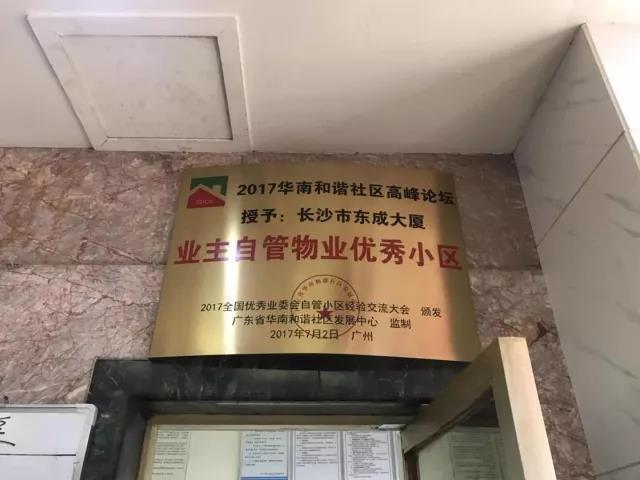 2017华南和谐社区高峰论坛
授予：长沙市东成大厦
业主自管物业优秀小区
2017全国优秀业委会自管小区经验交流大会 颁发
广东省华南和谐社区发展中心 监制
2017年7月2日 广州